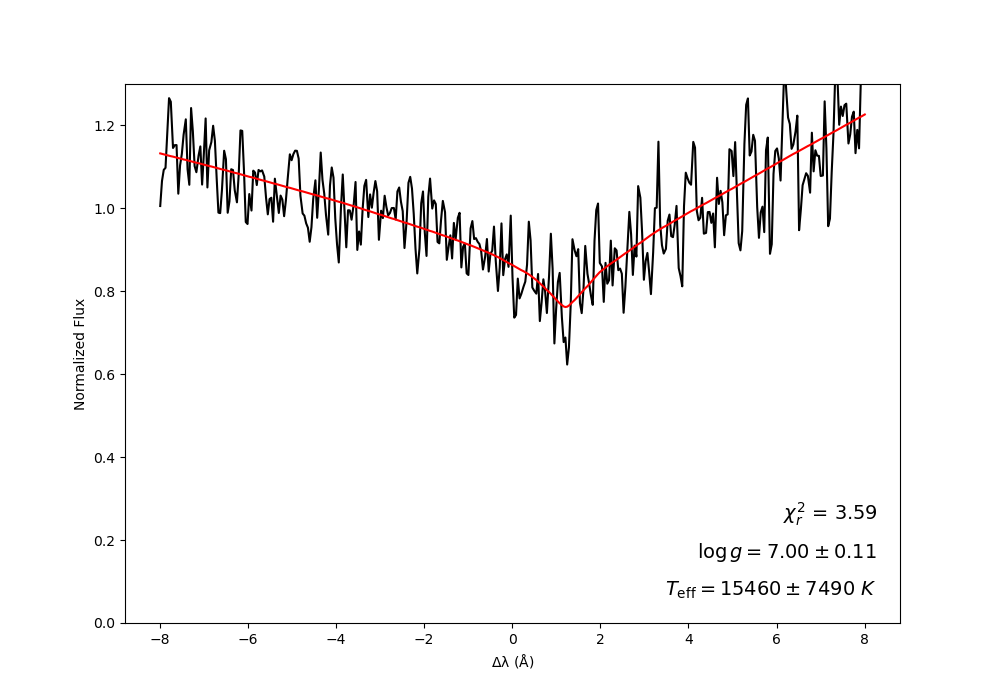 1.2
1.0
0.8
0.6
0.4
0.2
0.0
Normalized Flux
χ²ᵣ = 3.59
log g = 7.00 ± 0.11
T_eff = 15460 ± 7490 K
−8 −6 −4 −2 0 2 4 6 8
Δλ (Å)